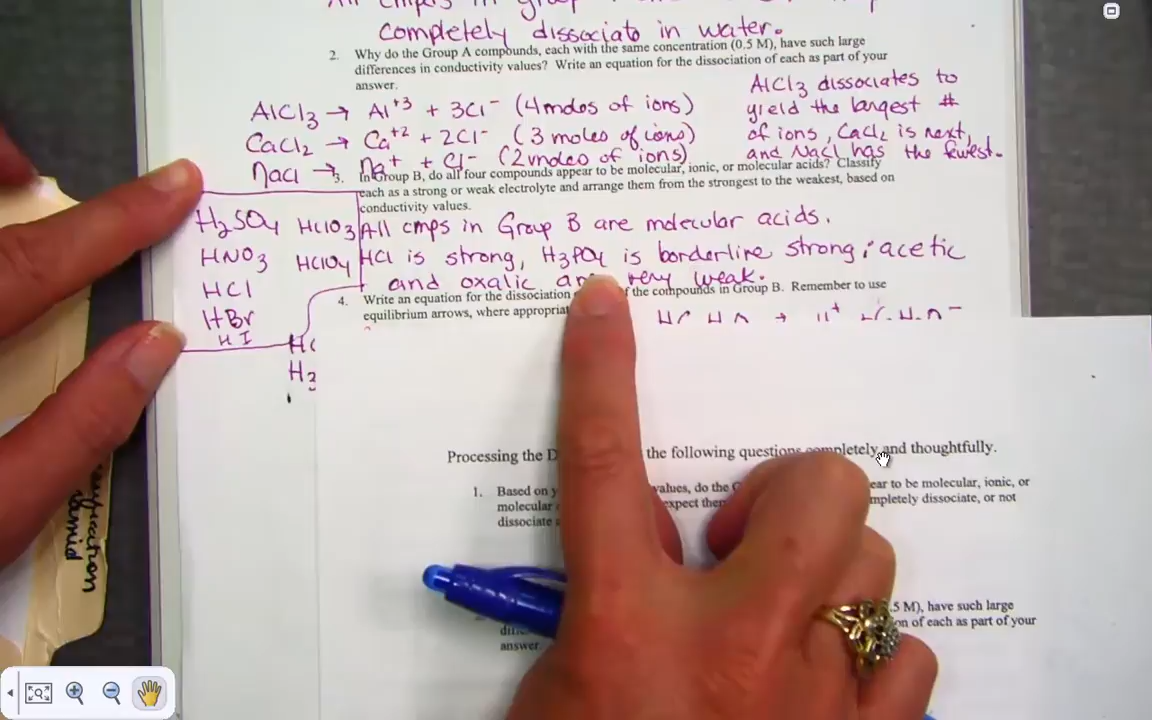 completely dissociate in water.
2. Why do the Group A compounds, each with the same concentration (0.5 M), have such large
differences in conductivity values? Write an equation for the dissociation of each as part of your
answer.
AlCl3 → Al+3 + 3Cl- (4 moles of ions)
CaCl2 → Ca+2 + 2Cl- (3 moles of ions)
NaCl → Na+ + Cl- (2 moles of ions)
AlCl3 dissociates to
yield the largest #
of ions, CaCl2 is next,
and NaCl has the fewest.
3. In Group B, do all four compounds appear to be molecular, ionic, or molecular acids? Classify
each as a strong or weak electrolyte and arrange them from the strongest to the weakest, based on
conductivity values.
H2SO4 HClO3
HNO3 HClO4
HCl
HBr
HI
All cmps in Group B are molecular acids.
HCl is strong, H3PO4 is borderline strong; acetic
and oxalic are very weak.
4. Write an equation for the dissociation of the compounds in Group B. Remember to use
equilibrium arrows, where appropriat
H3
Processing the D the following questions completely and thoughtfully.
1. Based on y values, do the ear to be molecular, ionic, or
molecular expect then mpletely dissociate, or not
dissociate
.5 M), have such large
on of each as part of your
answer.